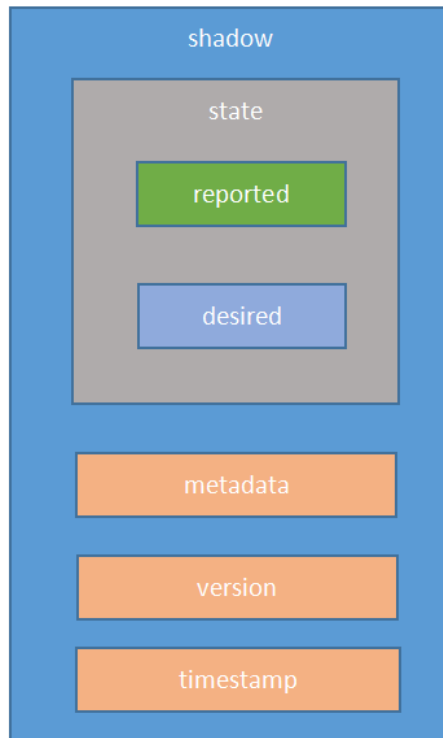 shadow
state
reported
desired
metadata
version
timestamp